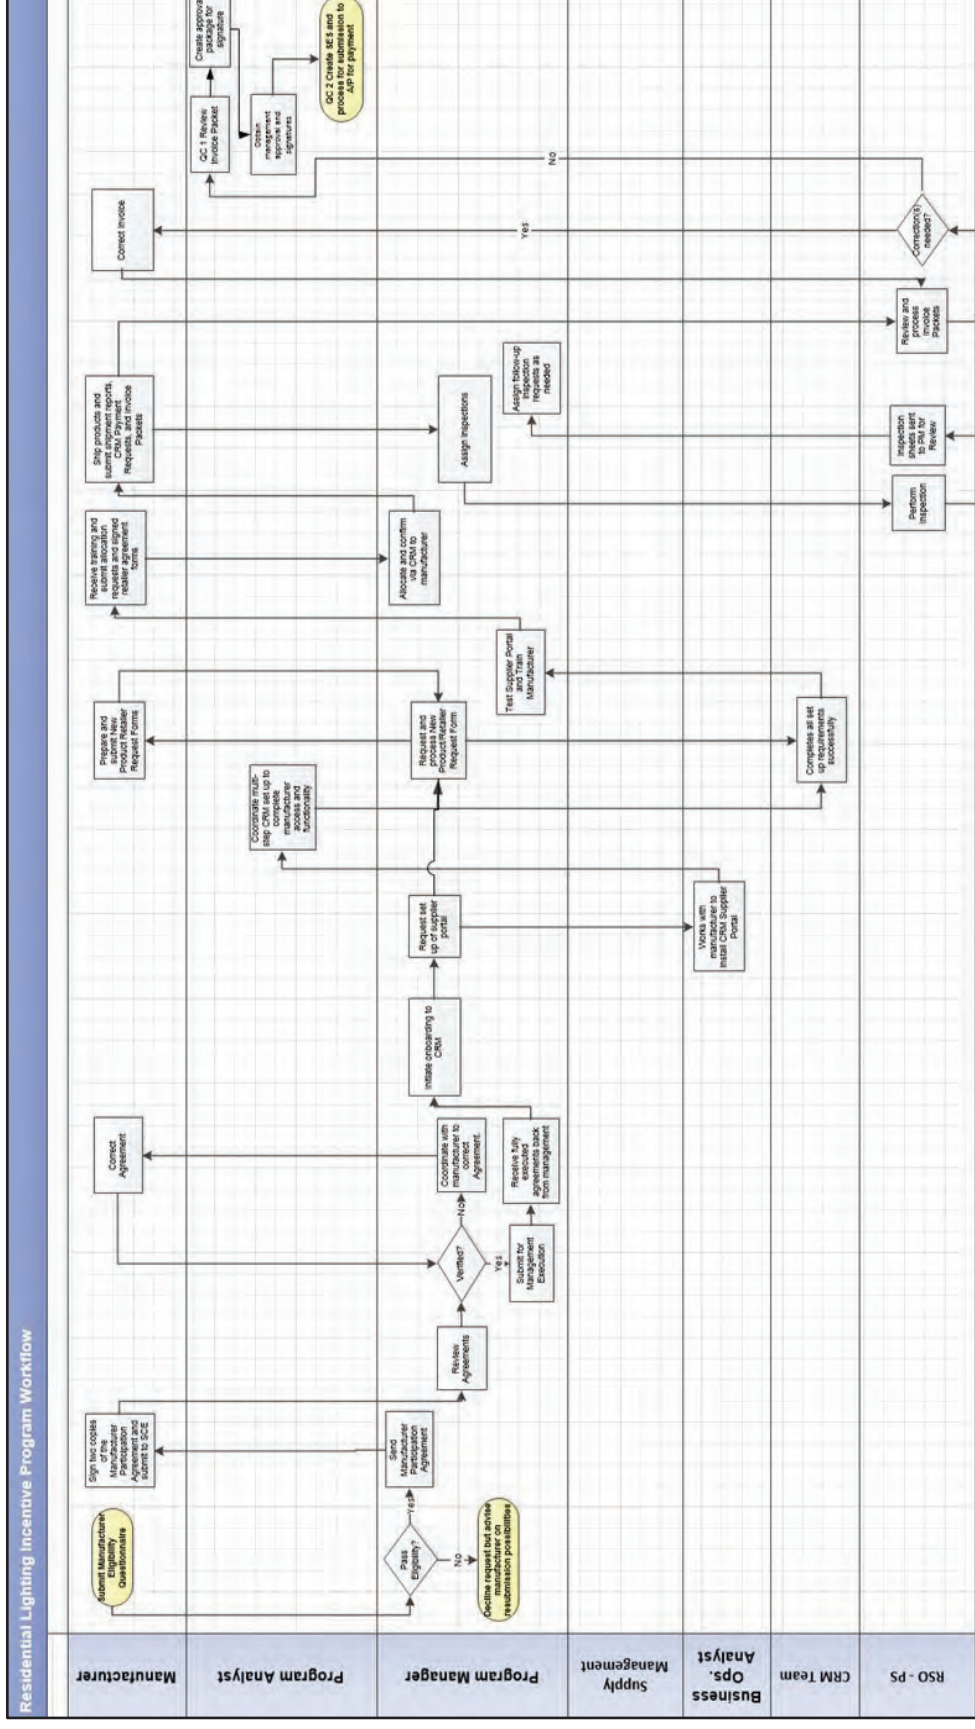 Residential Lighting Incentive Program Workflow
Manufacturer
Submit Manufacturer
Eligibility
Questionnaire
Sign two copies
of the
Manufacturer
Participation
Agreement and
submit to SCE
Correct
Agreement
Prepare and
submit New
Product Retailer
Request Forms
Receive training and
submit allocation
requests and signed
retailer agreement
forms
Ship products and
submit shipment reports,
CRM Payment
Requests, and Invoice
Packets
Correct Invoice
Program Analyst
Coordinate multi-
step CRM set up to
complete
manufacturer
access and
functionality
QC 1 Review
Invoice Packet
Create approval
package for
signature
Obtain
management
approval and
signatures
QC 2 Create SES and
process for submission to
A/P for payment
Program Manager
Pass
Eligibility?
Yes
No
Decline request but advise
manufacturer on
resubmission possibilities
Send
Manufacturer
Participation
Agreement
Review
Agreements
Verified?
No
Yes
Coordinate with
manufacturer to
correct
Agreement.
Submit for
Management
Execution
Receive fully
executed
agreements back
from management
Initiate onboarding to
CRM
Request set
up of supplier
portal
Request and
process New
Product/Retailer
Request Form
Test Supplier Portal
and Train
Manufacturer
Allocate and confirm
via CRM to
manufacturer
Assign Inspections
Assign follow-up
inspection
requests as
needed
Yes
No
Supply
Management
Business
Ops.
Analyst
Works with
manufacturer to
install CRM Supplier
Portal
CRM Team
Completes all set
up requirements
successfully
RSO - PS
Perform
Inspection
Inspection
sheets sent
to PM for
Review
Review and
process
Invoice
Packets
Correction(s)
needed?